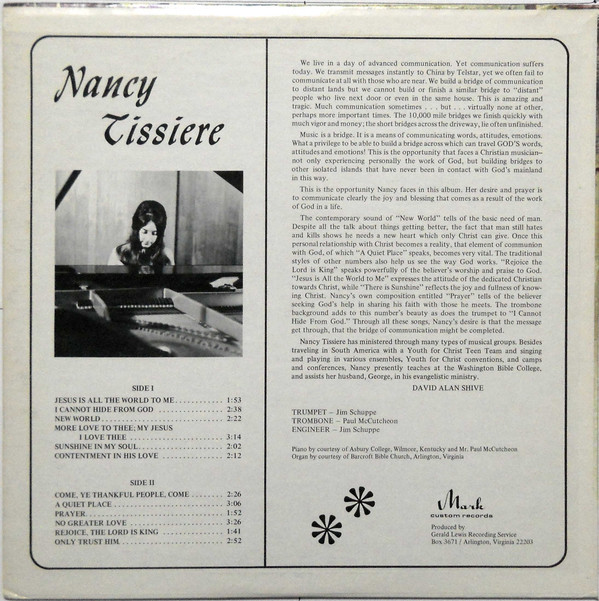 Nancy
Tissiere
SIDE I
JESUS IS ALL THE WORLD TO ME . . . . . . . . . . . . 1:53
I CANNOT HIDE FROM GOD . . . . . . . . . . . . . . . . 2:38
NEW WORLD . . . . . . . . . . . . . . . . . . . . . . . . . . . . 2:22
MORE LOVE TO THEE; MY JESUS
I LOVE THEE . . . . . . . . . . . . . . . . . . . . . . . 3:14
SUNSHINE IN MY SOUL. . . . . . . . . . . . . . . . . . . . 2:02
CONTENTMENT IN HIS LOVE . . . . . . . . . . . . . . . 2:12
SIDE II
COME, YE THANKFUL PEOPLE, COME . . . . . . . . 2:26
A QUIET PLACE . . . . . . . . . . . . . . . . . . . . . . . . . . 3:06
PRAYER. . . . . . . . . . . . . . . . . . . . . . . . . . . . . . . . 1:52
NO GREATER LOVE . . . . . . . . . . . . . . . . . . . . . . 3:26
REJOICE, THE LORD IS KING . . . . . . . . . . . . . . . 1:41
ONLY TRUST HIM. . . . . . . . . . . . . . . . . . . . . . . . 2:52
We live in a day of advanced communication. Yet communication suffers
today. We transmit messages instantly to China by Telstar, yet we often fail to
communicate at all with those who are near. We build a bridge of communication
to distant lands but we cannot build or finish a similar bridge to "distant"
people who live next door or even in the same house. This is amazing and
tragic. Much communication sometimes . . . but . . . virtually none at other,
perhaps more important times. The 10,000 mile bridges we finish quickly with
much vigor and money; the short bridges across the driveway, lie often unfinished.
Music is a bridge. It is a means of communicating words, attitudes, emotions.
What a privilege to be able to build a bridge across which can travel GOD'S words,
attitudes and emotions! This is the opportunity that faces a Christian musician–
not only experiencing personally the work of God, but building bridges to
other isolated islands that have never been in contact with God's mainland
in this way.
This is the opportunity Nancy faces in this album. Her desire and prayer is
to communicate clearly the joy and blessing that comes as a result of the work
of God in a life.
The contemporary sound of "New World" tells of the basic need of man.
Despite all the talk about things getting better, the fact that man still hates
and kills shows he needs a new heart which only Christ can give. Once this
personal relationship with Christ becomes a reality, that element of communion
with God, of which "A Quiet Place" speaks, becomes very vital. The traditional
styles of other numbers also help us see the way God works. "Rejoice the
Lord is King" speaks powerfully of the believer's worship and praise to God.
"Jesus is All the World to Me" expresses the attitude of the dedicated Christian
towards Christ, while "There is Sunshine" reflects the joy and fullness of know-
ing Christ. Nancy's own composition entitled "Prayer" tells of the believer
seeking God's help in sharing his faith with those he meets. The trombone
background adds to this number's beauty as does the trumpet to "I Cannot
Hide From God." Through all these songs, Nancy's desire is that the message
get through, that the bridge of communication might be completed.
Nancy Tissiere has ministered through many types of musical groups. Besides
traveling in South America with a Youth for Christ Teen Team and singing
and playing in various ensembles, Youth for Christ conventions, and camps
and conferences, Nancy presently teaches at the Washington Bible College,
and assists her husband, George, in his evangelistic ministry.
DAVID ALAN SHIVE
TRUMPET – Jim Schuppe
TROMBONE – Paul McCutcheon
ENGINEER – Jim Schuppe
Piano by courtesy of Asbury College, Wilmore, Kentucky and Mr. Paul McCutcheon
Organ by courtesy of Barcroft Bible Church, Arlington, Virginia
Mark
custom records
Produced by
Gerald Lewis Recording Service
Box 3671 / Arlington, Virginia 22203